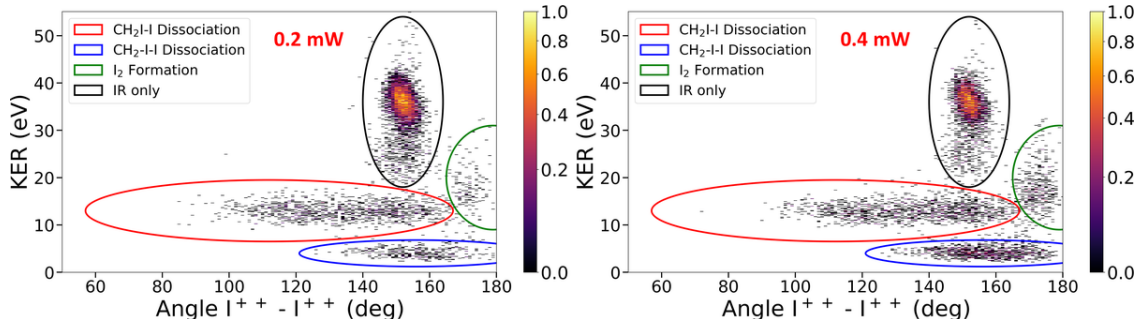 CH₂I-I Dissociation
CH₂-I-I Dissociation
I₂ Formation
IR only
0.2 mW
KER (eV)
50
40
30
20
10
0
60 80 100 120 140 160 180
Angle I⁺⁺ - I⁺⁺ (deg)
1.0
0.8
0.6
0.4
0.2
0.0
CH₂I-I Dissociation
CH₂-I-I Dissociation
I₂ Formation
IR only
0.4 mW
KER (eV)
50
40
30
20
10
0
60 80 100 120 140 160 180
Angle I⁺⁺ - I⁺⁺ (deg)
1.0
0.8
0.6
0.4
0.2
0.0